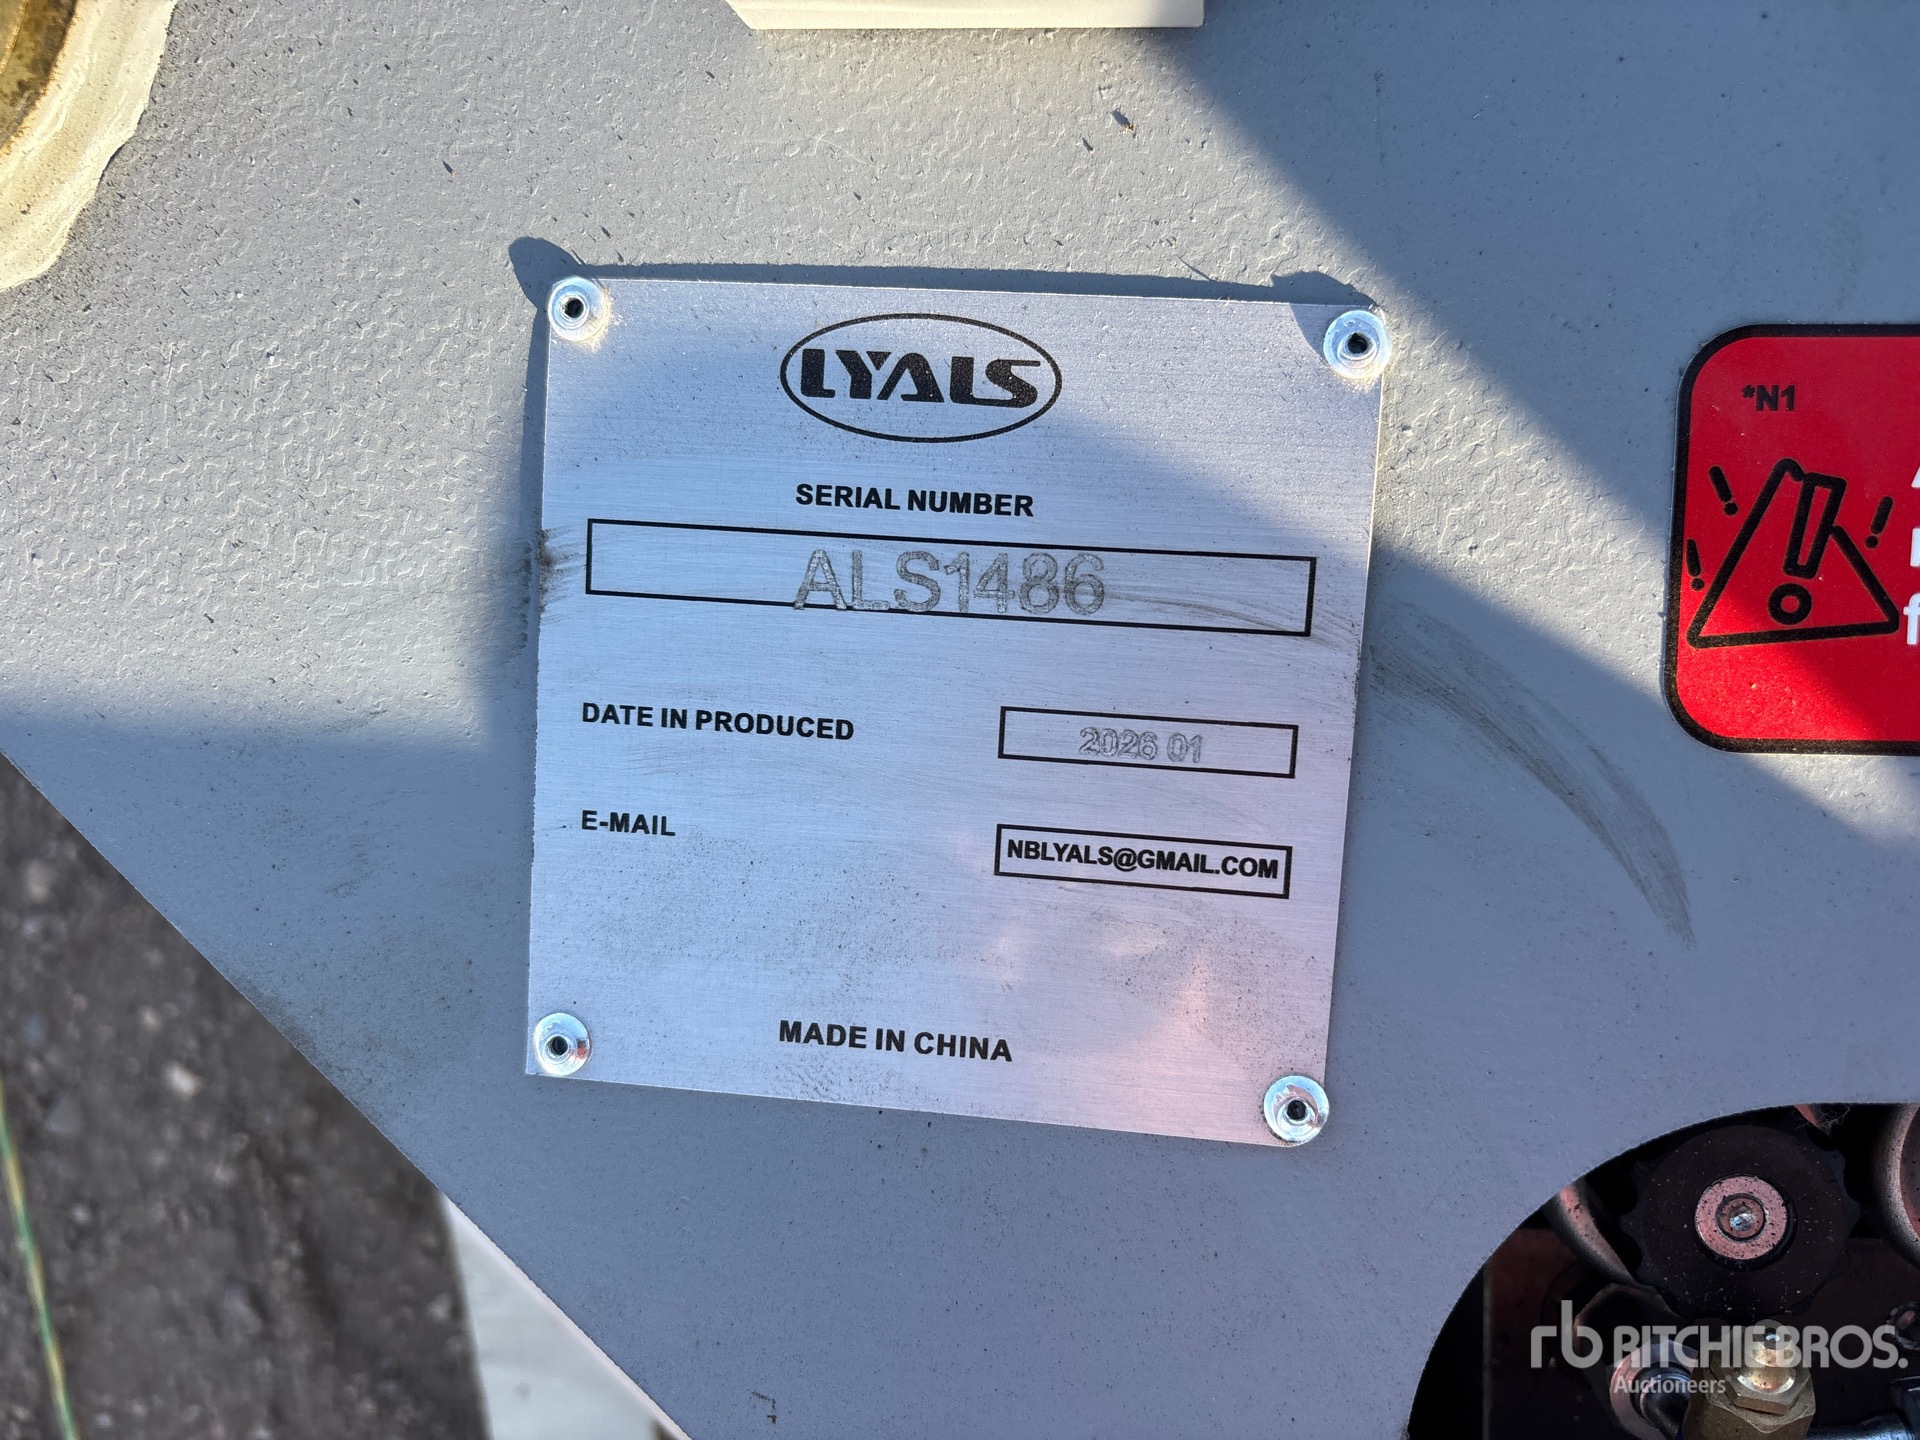 LYALS
SERIAL NUMBER
ALS1486
DATE IN PRODUCED
2026 01
E-MAIL
NBLYALS@GMAIL.COM
MADE IN CHINA
*N1
rb RITCHIE BROS.
Auctioneers